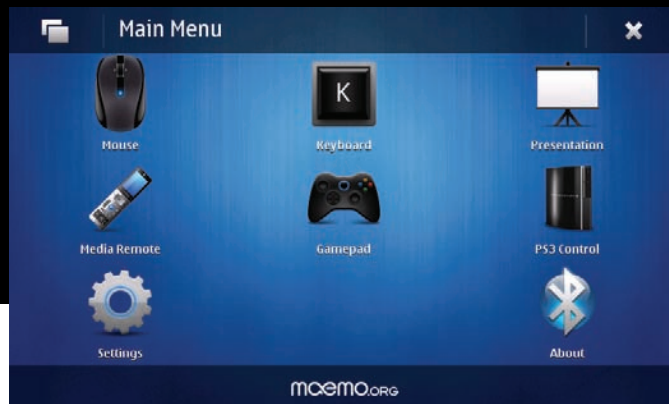 Main Menu
K
Mouse
Keyboard
Presentation
Media Remote
Gamepad
PS3 Control
Settings
About
maemo.ORG